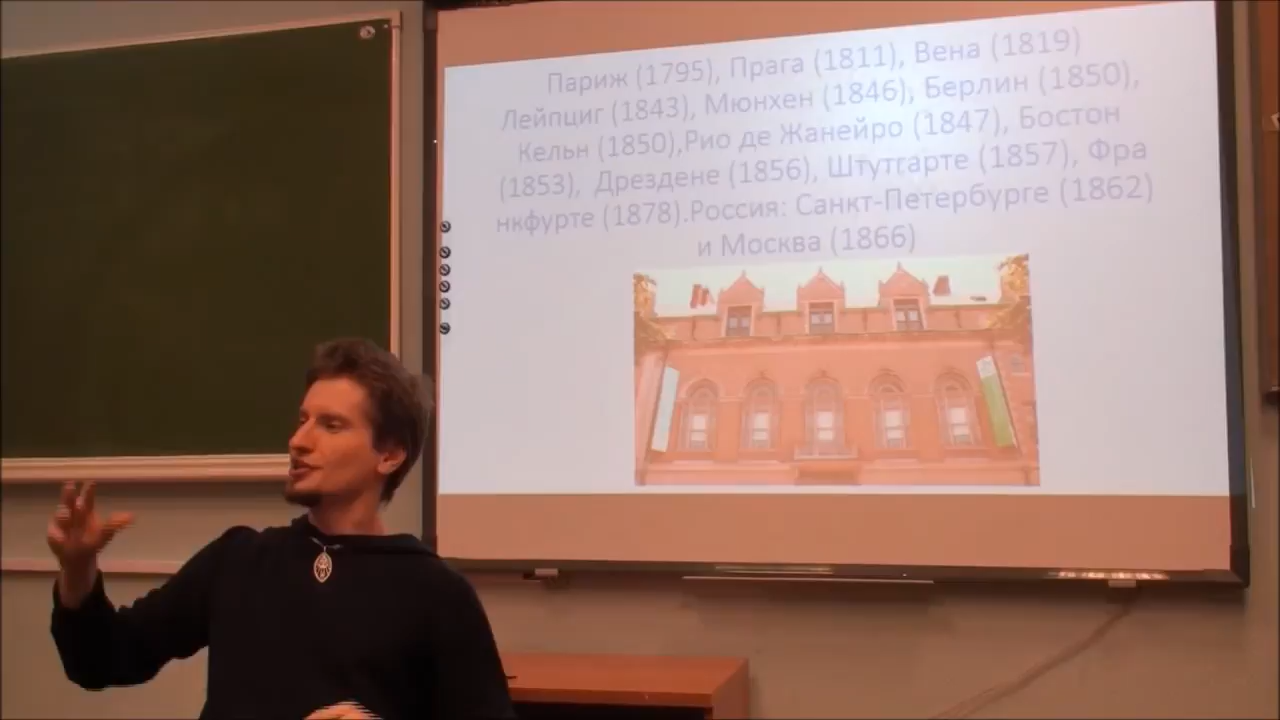 Париж (1795), Прага (1811), Вена (1819)
Лейпциг (1843), Мюнхен (1846), Берлин (1850),
Кельн (1850),Рио де Жанейро (1847), Бостон
(1853), Дрездене (1856), Штутгарте (1857), Фра
нкфурте (1878).Россия: Санкт-Петербурге (1862)
и Москва (1866)